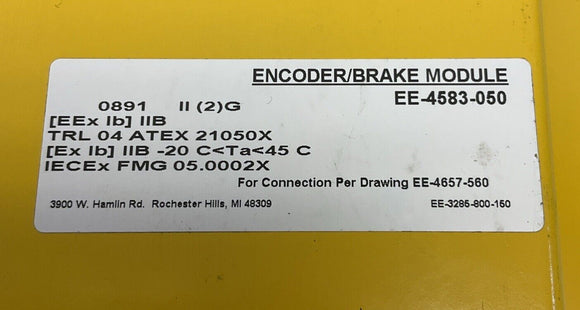 ENCODER/BRAKE MODULE
0891 II (2)G EE-4583-050
[EEx Ib] IIB
TRL 04 ATEX 21050X
[Ex Ib] IIB -20 C<Ta<45 C
IECEx FMG 05.0002X
For Connection Per Drawing EE-4657-560
3900 W. Hamlin Rd. Rochester Hills, MI 48309 EE-3285-800-150